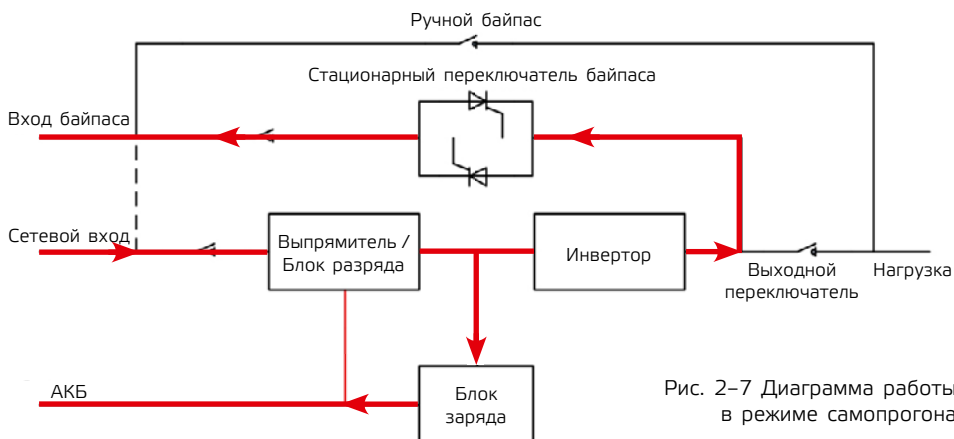 Ручной байпас
Стационарный переключатель байпаса
Вход байпаса
Сетевой вход
Выпрямитель /
Блок разряда
Инвертор
Выходной
переключатель
Нагрузка
АКБ
Блок
заряда
Рис. 2-7 Диаграмма работы
в режиме самопрогона